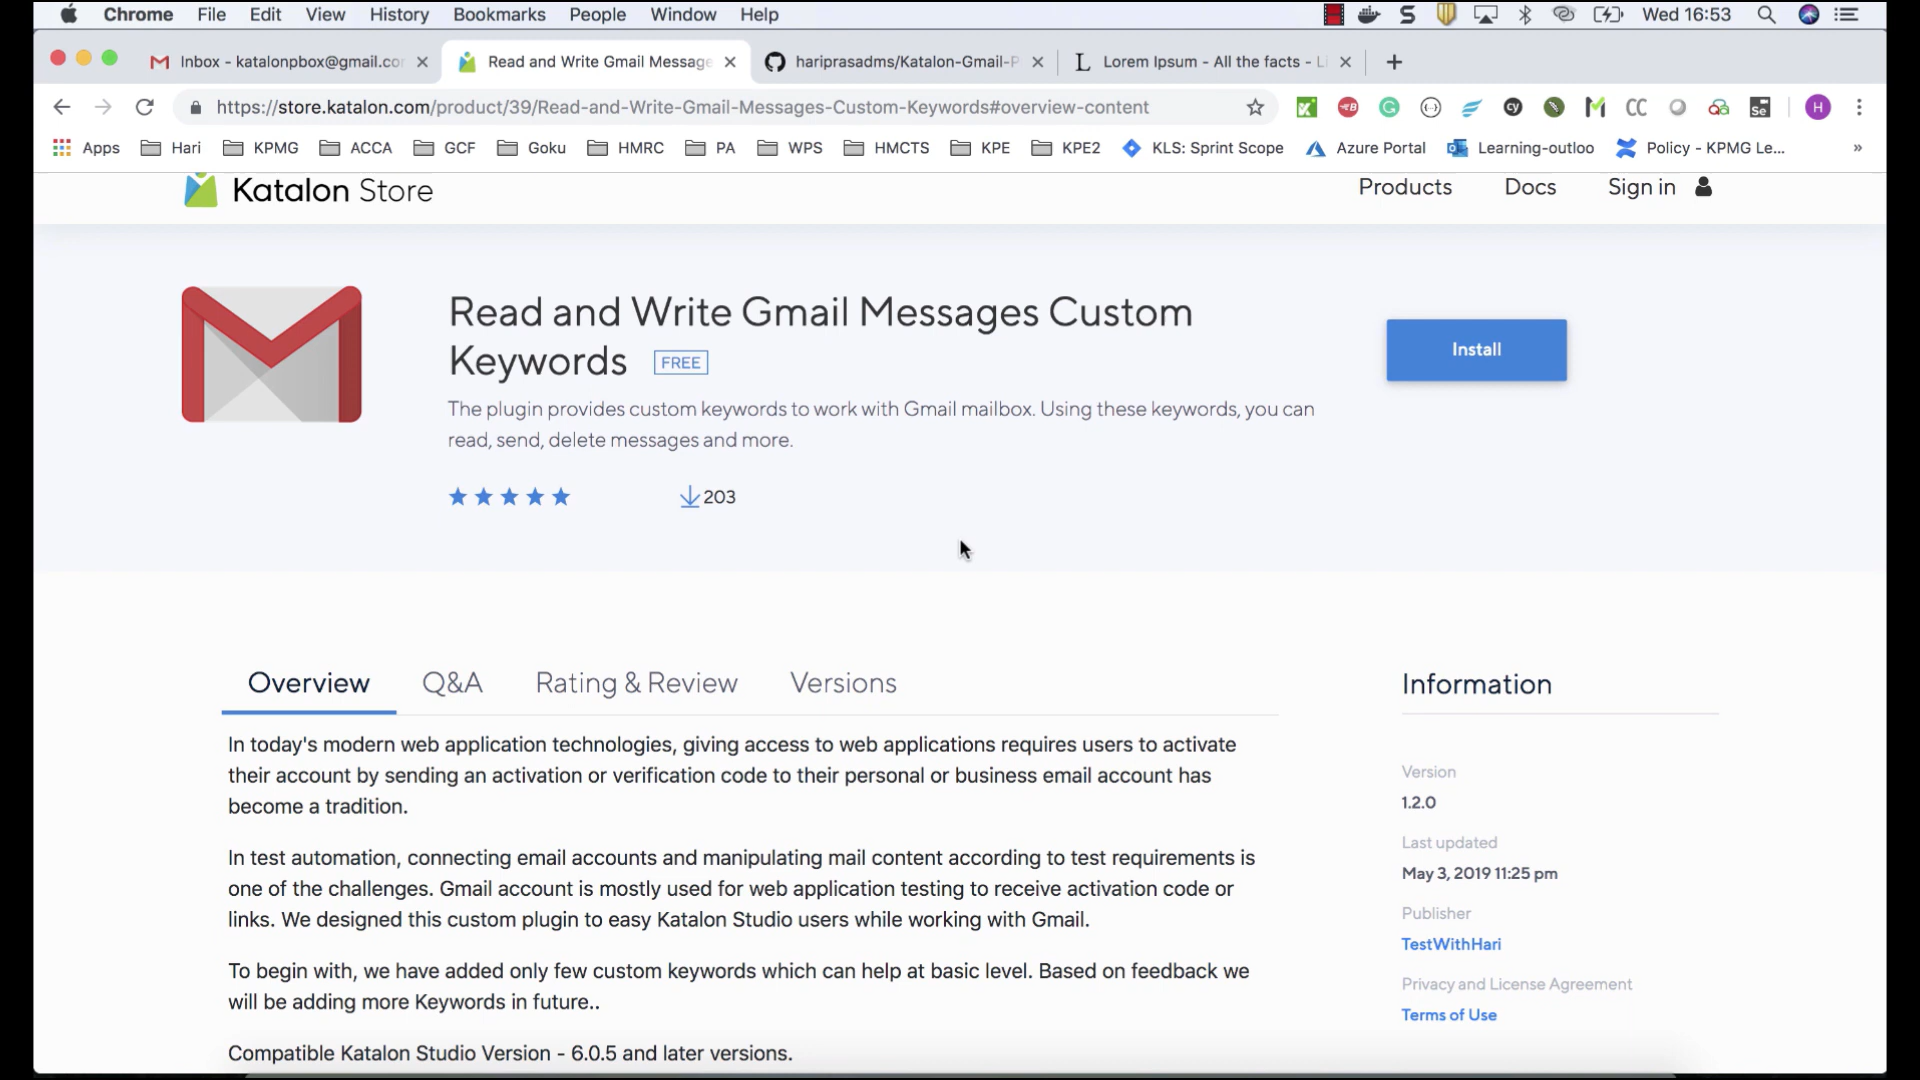 Chrome File Edit View History Bookmarks People Window Help Wed 16:53
Inbox - katalonpbox@gmail.co Read and Write Gmail Message hariprasadms/Katalon-Gmail-P Lorem Ipsum - All the facts - Li
https://store.katalon.com/product/39/Read-and-Write-Gmail-Messages-Custom-Keywords#overview-content
Apps Hari KPMG ACCA GCF Goku HMRC PA WPS HMCTS KPE KPE2 KLS: Sprint Scope Azure Portal Learning-outloo Policy - KPMG Le... »
Katalon Store Products Docs Sign in
Read and Write Gmail Messages Custom
Keywords FREE
Install
The plugin provides custom keywords to work with Gmail mailbox. Using these keywords, you can
read, send, delete messages and more.
203
Overview Q&A Rating & Review Versions
In today's modern web application technologies, giving access to web applications requires users to activate
their account by sending an activation or verification code to their personal or business email account has
become a tradition.
In test automation, connecting email accounts and manipulating mail content according to test requirements is
one of the challenges. Gmail account is mostly used for web application testing to receive activation code or
links. We designed this custom plugin to easy Katalon Studio users while working with Gmail.
To begin with, we have added only few custom keywords which can help at basic level. Based on feedback we
will be adding more Keywords in future..
Compatible Katalon Studio Version - 6.0.5 and later versions.
Information
Version
1.2.0
Last updated
May 3, 2019 11:25 pm
Publisher
TestWithHari
Privacy and License Agreement
Terms of Use